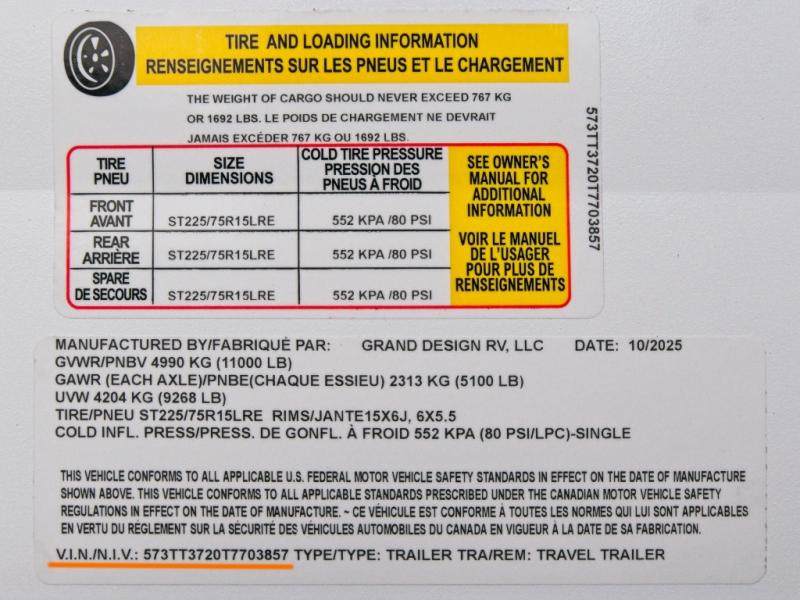 TIRE AND LOADING INFORMATION
RENSEIGNEMENTS SUR LES PNEUS ET LE CHARGEMENT
THE WEIGHT OF CARGO SHOULD NEVER EXCEED 767 KG
OR 1692 LBS. LE POIDS DE CHARGEMENT NE DEVRAIT
JAMAIS EXCÉDER 767 KG OU 1692 LBS.
TIRE
PNEU
SIZE
DIMENSIONS
COLD TIRE PRESSURE
PRESSION DES
PNEUS À FROID
FRONT
AVANT
ST225/75R15LRE
552 KPA /80 PSI
REAR
ARRIÈRE
ST225/75R15LRE
552 KPA /80 PSI
SPARE
DE SECOURS
ST225/75R15LRE
552 KPA /80 PSI
SEE OWNER'S
MANUAL FOR
ADDITIONAL
INFORMATION
VOIR LE MANUEL
DE L'USAGER
POUR PLUS DE
RENSEIGNEMENTS
573TT3720T7703857
MANUFACTURED BY/FABRIQUÈ PAR: GRAND DESIGN RV, LLC DATE: 10/2025
GVWR/PNBV 4990 KG (11000 LB)
GAWR (EACH AXLE)/PNBE(CHAQUE ESSIEU) 2313 KG (5100 LB)
UVW 4204 KG (9268 LB)
TIRE/PNEU ST225/75R15LRE RIMS/JANTE15X6J, 6X5.5
COLD INFL. PRESS/PRESS. DE GONFL. À FROID 552 KPA (80 PSI/LPC)-SINGLE
THIS VEHICLE CONFORMS TO ALL APPLICABLE U.S. FEDERAL MOTOR VEHICLE SAFETY STANDARDS IN EFFECT ON THE DATE OF MANUFACTURE
SHOWN ABOVE. THIS VEHICLE CONFORMS TO ALL APPLICABLE STANDARDS PRESCRIBED UNDER THE CANADIAN MOTOR VEHICLE SAFETY
REGULATIONS IN EFFECT ON THE DATE OF MANUFACTURE. ~ CE VÉHICULE EST CONFORME À TOUTES LES NORMES QUI LUI SONT APPLICABLES
EN VERTU DU RÉGLEMENT SUR LA SÉCURITÉ DES VÉHICULES AUTOMOBILES DU CANADA EN VIGUEUR À LA DATE DE SA FABRICATION.
V.I.N./N.I.V.: 573TT3720T7703857 TYPE/TYPE: TRAILER TRA/REM: TRAVEL TRAILER